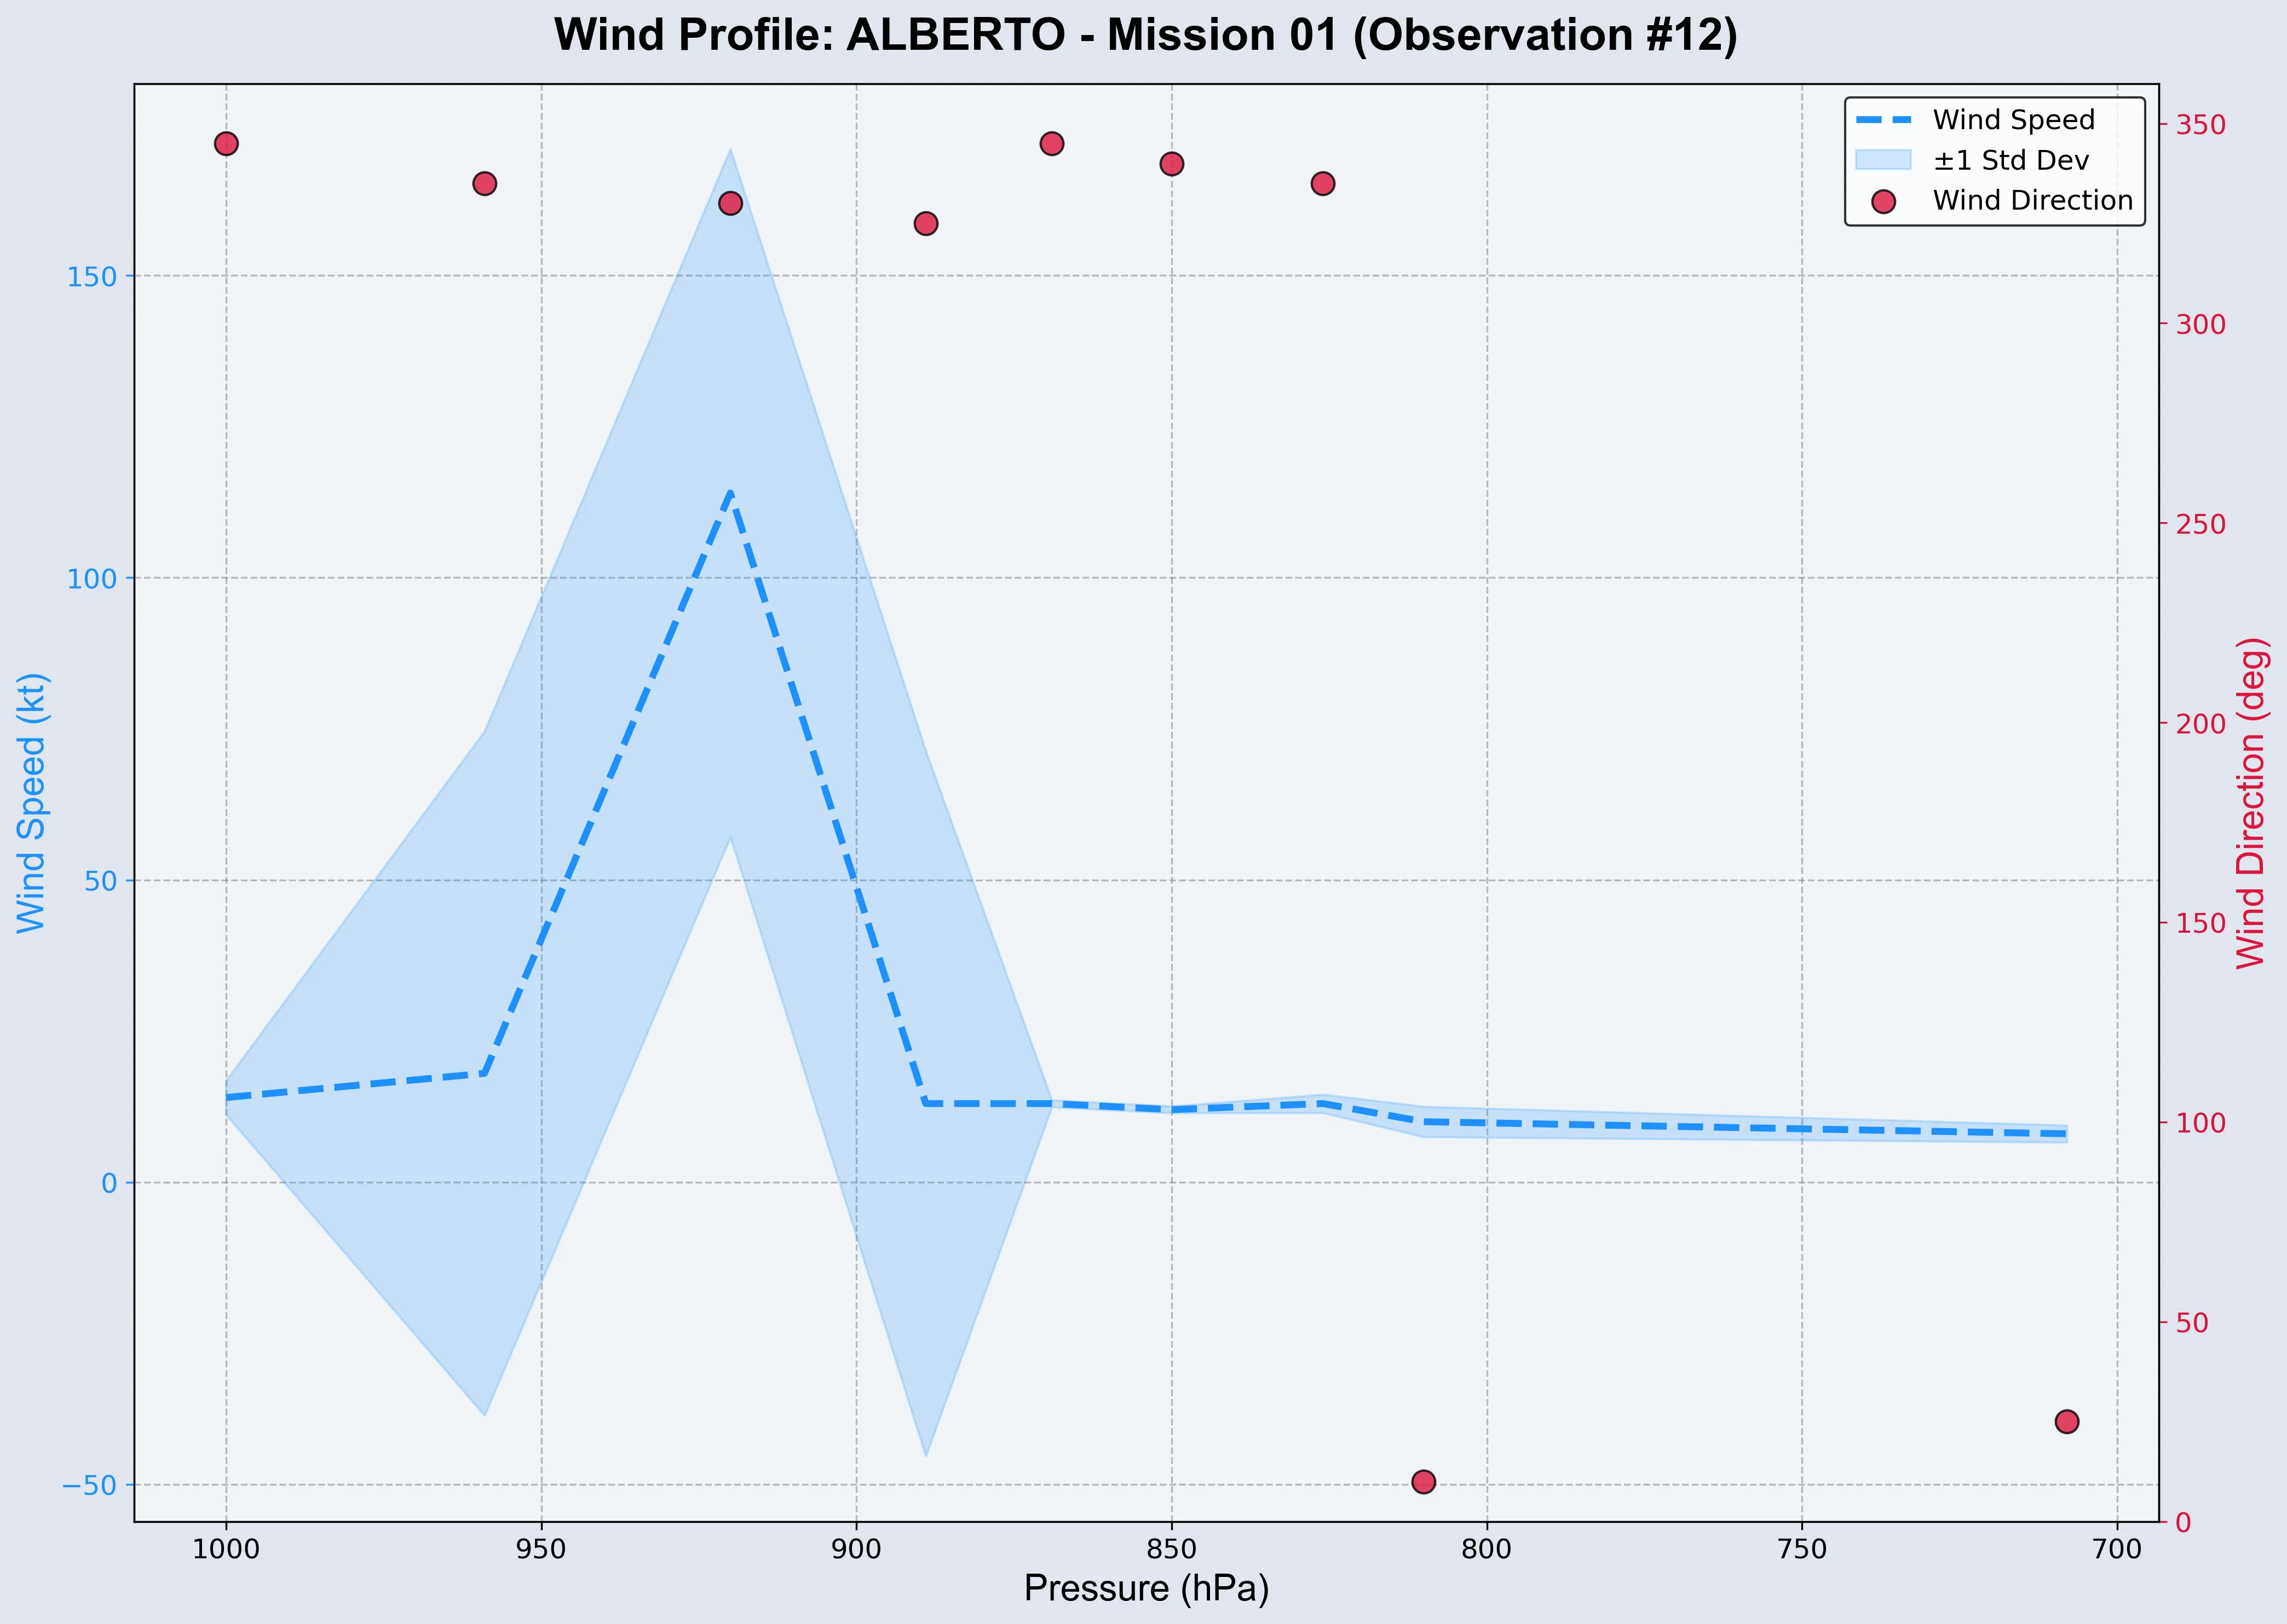 Wind Profile: ALBERTO - Mission 01 (Observation #12)
Wind Speed
±1 Std Dev
Wind Direction
150
100
50
0
−50
Wind Speed (kt)
350
300
250
200
150
100
50
0
Wind Direction (deg)
1000
950
900
850
800
750
700
Pressure (hPa)